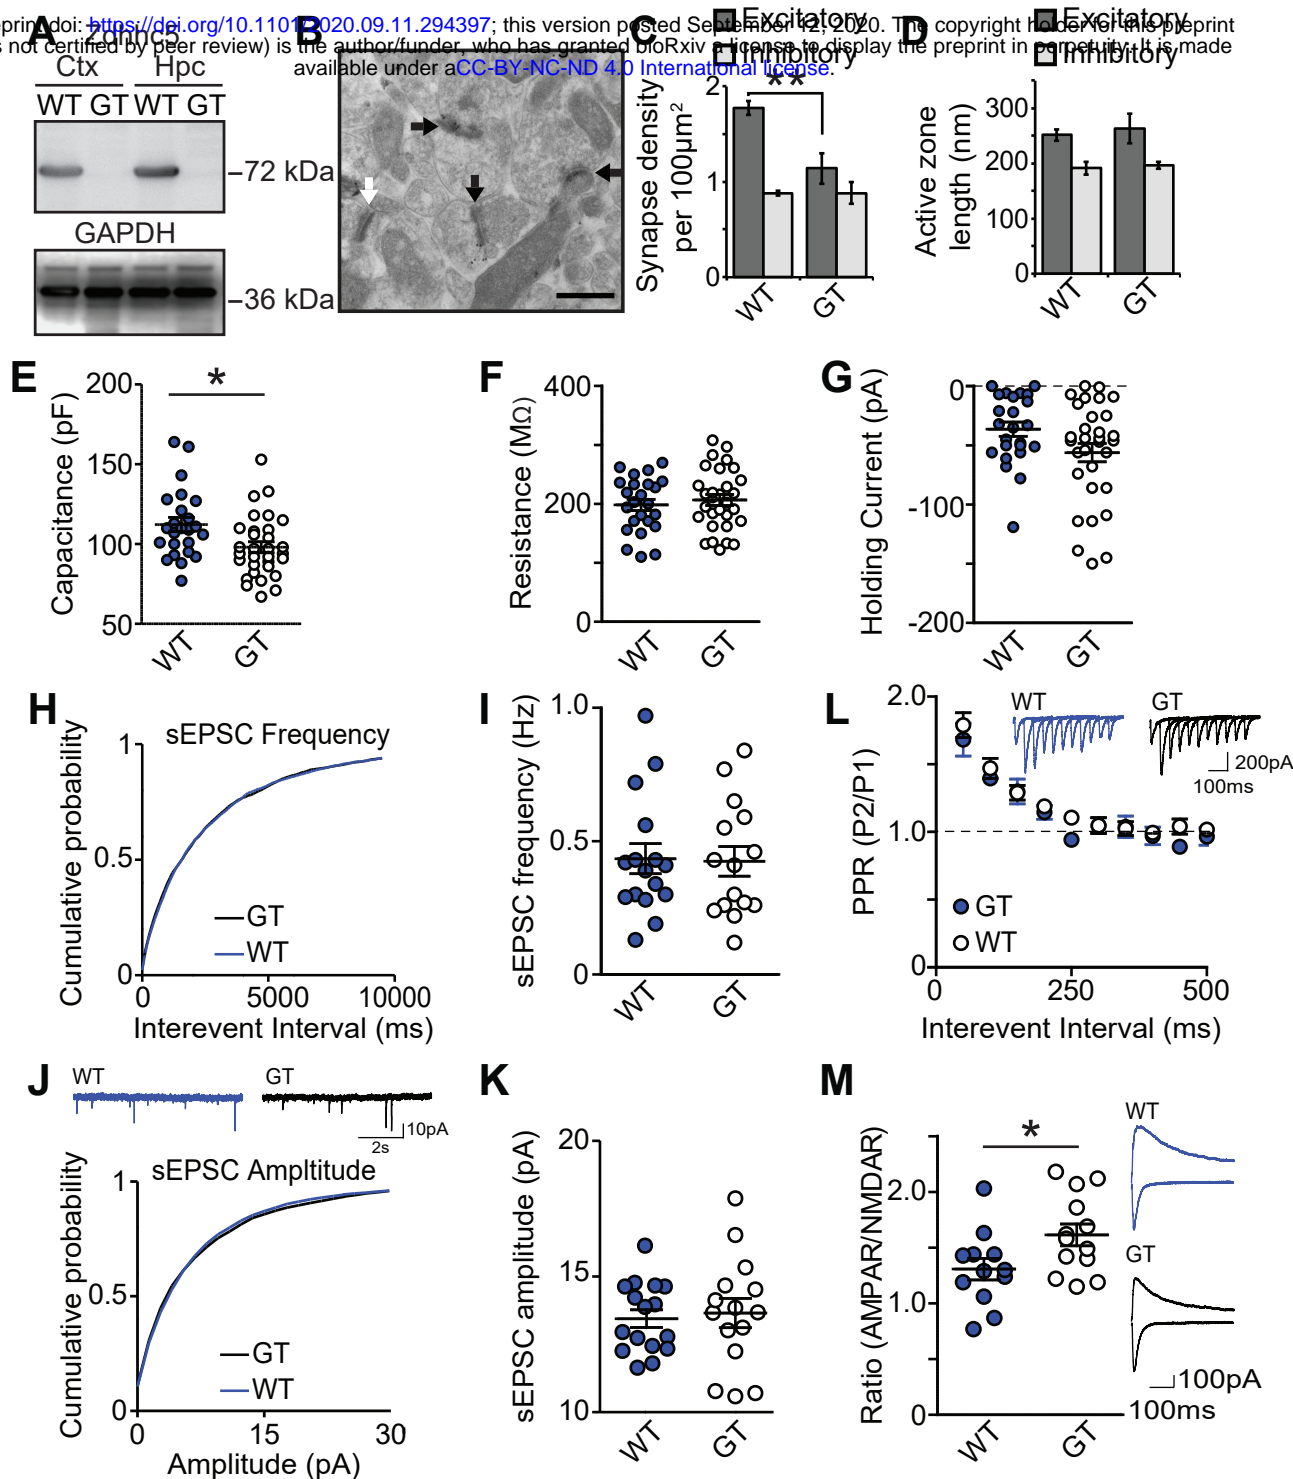 eprint doi: https://doi.org/10.1101/2020.09.11.294397; this version posted September 12, 2020. The copyright holder for this preprint
s not certified by peer review) is the author/funder, who has granted bioRxiv a license to display the preprint in perpetuity. It is made
available under aCC-BY-NC-ND 4.0 International license.
A
Zdhhc5
Ctx Hpc
WT GT WT GT
–72 kDa
GAPDH
–36 kDa
B
C
Excitatory
Inhibitory
**
Synapse density
per 100µm²
2
1
0
WT
GT
D
Excitatory
Inhibitory
Active zone
length (nm)
300
200
100
0
WT
GT
E
*
Capacitance (pF)
200
150
100
50
WT
GT
F
Resistance (MΩ)
400
200
0
WT
GT
G
Holding Current (pA)
0
-100
-200
WT
GT
H
sEPSC Frequency
Cumulative probability
1
0.5
0
GT
WT
0 5000 10000
Interevent Interval (ms)
I
sEPSC frequency (Hz)
1.0
0.5
0
WT
GT
L
WT
GT
200pA
100ms
PPR (P2/P1)
2.0
1.0
0
GT
WT
0 250 500
Interevent Interval (ms)
J
WT
GT
10pA
2s
sEPSC Ampltitude
Cumulative probability
1
0.5
0
GT
WT
0 15 30
Amplitude (pA)
K
sEPSC amplitude (pA)
20
15
10
WT
GT
M
*
Ratio (AMPAR/NMDAR)
2.0
1.0
0
WT
GT
WT
GT
100pA
100ms